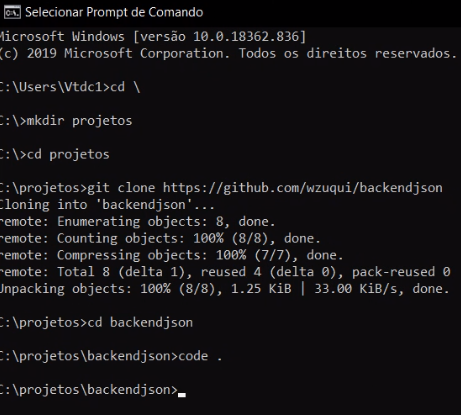 Selecionar Prompt de Comando
Microsoft Windows [versão 10.0.18362.836]
(c) 2019 Microsoft Corporation. Todos os direitos reservados.
C:\Users\Vtdc1>cd \
C:\>mkdir projetos
C:\>cd projetos
C:\projetos>git clone https://github.com/wzuqui/backendjson
Cloning into 'backendjson'...
remote: Enumerating objects: 8, done.
remote: Counting objects: 100% (8/8), done.
remote: Compressing objects: 100% (7/7), done.
remote: Total 8 (delta 1), reused 4 (delta 0), pack-reused 0
Unpacking objects: 100% (8/8), 1.25 KiB | 33.00 KiB/s, done.
C:\projetos>cd backendjson
C:\projetos\backendjson>code .
C:\projetos\backendjson>